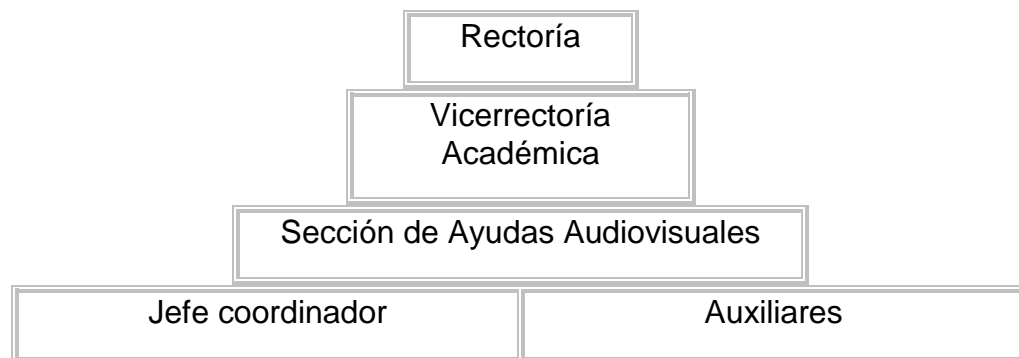 Rectoría
Vicerrectoría
Académica
Sección de Ayudas Audiovisuales
Jefe coordinador
Auxiliares